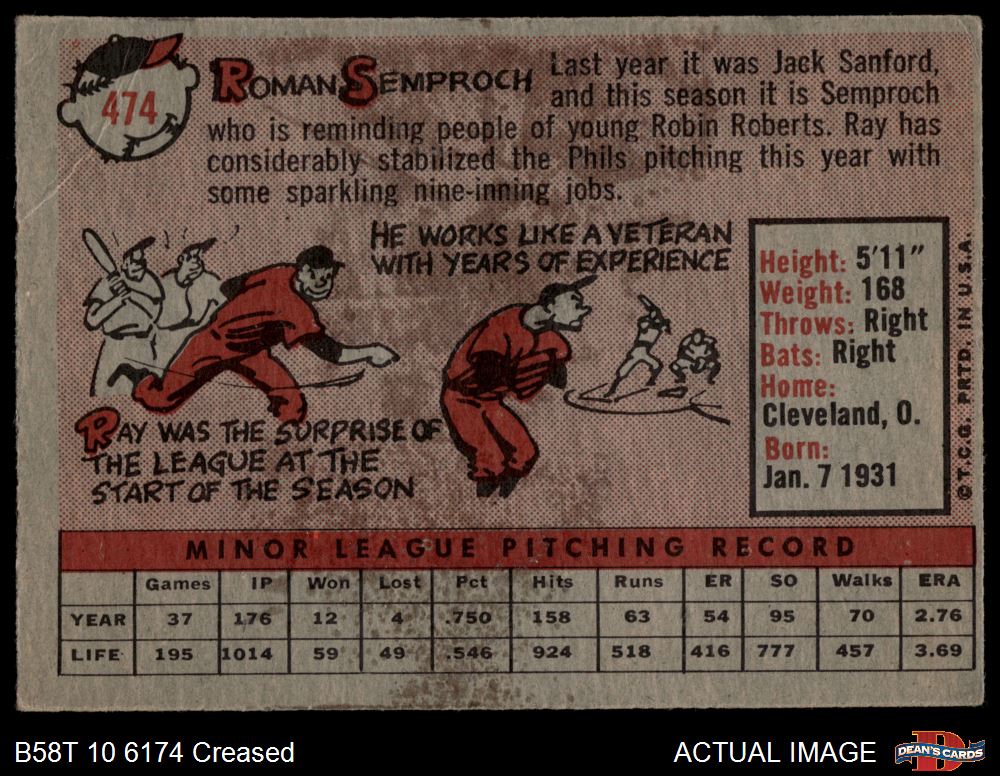 474
ROMAN SEMPROCH
Last year it was Jack Sanford,
and this season it is Semproch
who is reminding people of young Robin Roberts. Ray has
considerably stabilized the Phils pitching this year with
some sparkling nine-inning jobs.
HE WORKS LIKE A VETERAN
WITH YEARS OF EXPERIENCE
RAY WAS THE SURPRISE OF
THE LEAGUE AT THE
START OF THE SEASON
Height: 5'11"
Weight: 168
Throws: Right
Bats: Right
Home:
Cleveland, O.
Born:
Jan. 7 1931
© T.C.G. PRTD. IN U.S.A.
MINOR LEAGUE PITCHING RECORD
Games IP Won Lost Pct Hits Runs ER SO Walks ERA
YEAR 37 176 12 4 .750 158 63 54 95 70 2.76
LIFE 195 1014 59 49 .546 924 518 416 777 457 3.69
B58T 10 6174 Creased
ACTUAL IMAGE
D
DEAN'S CARDS